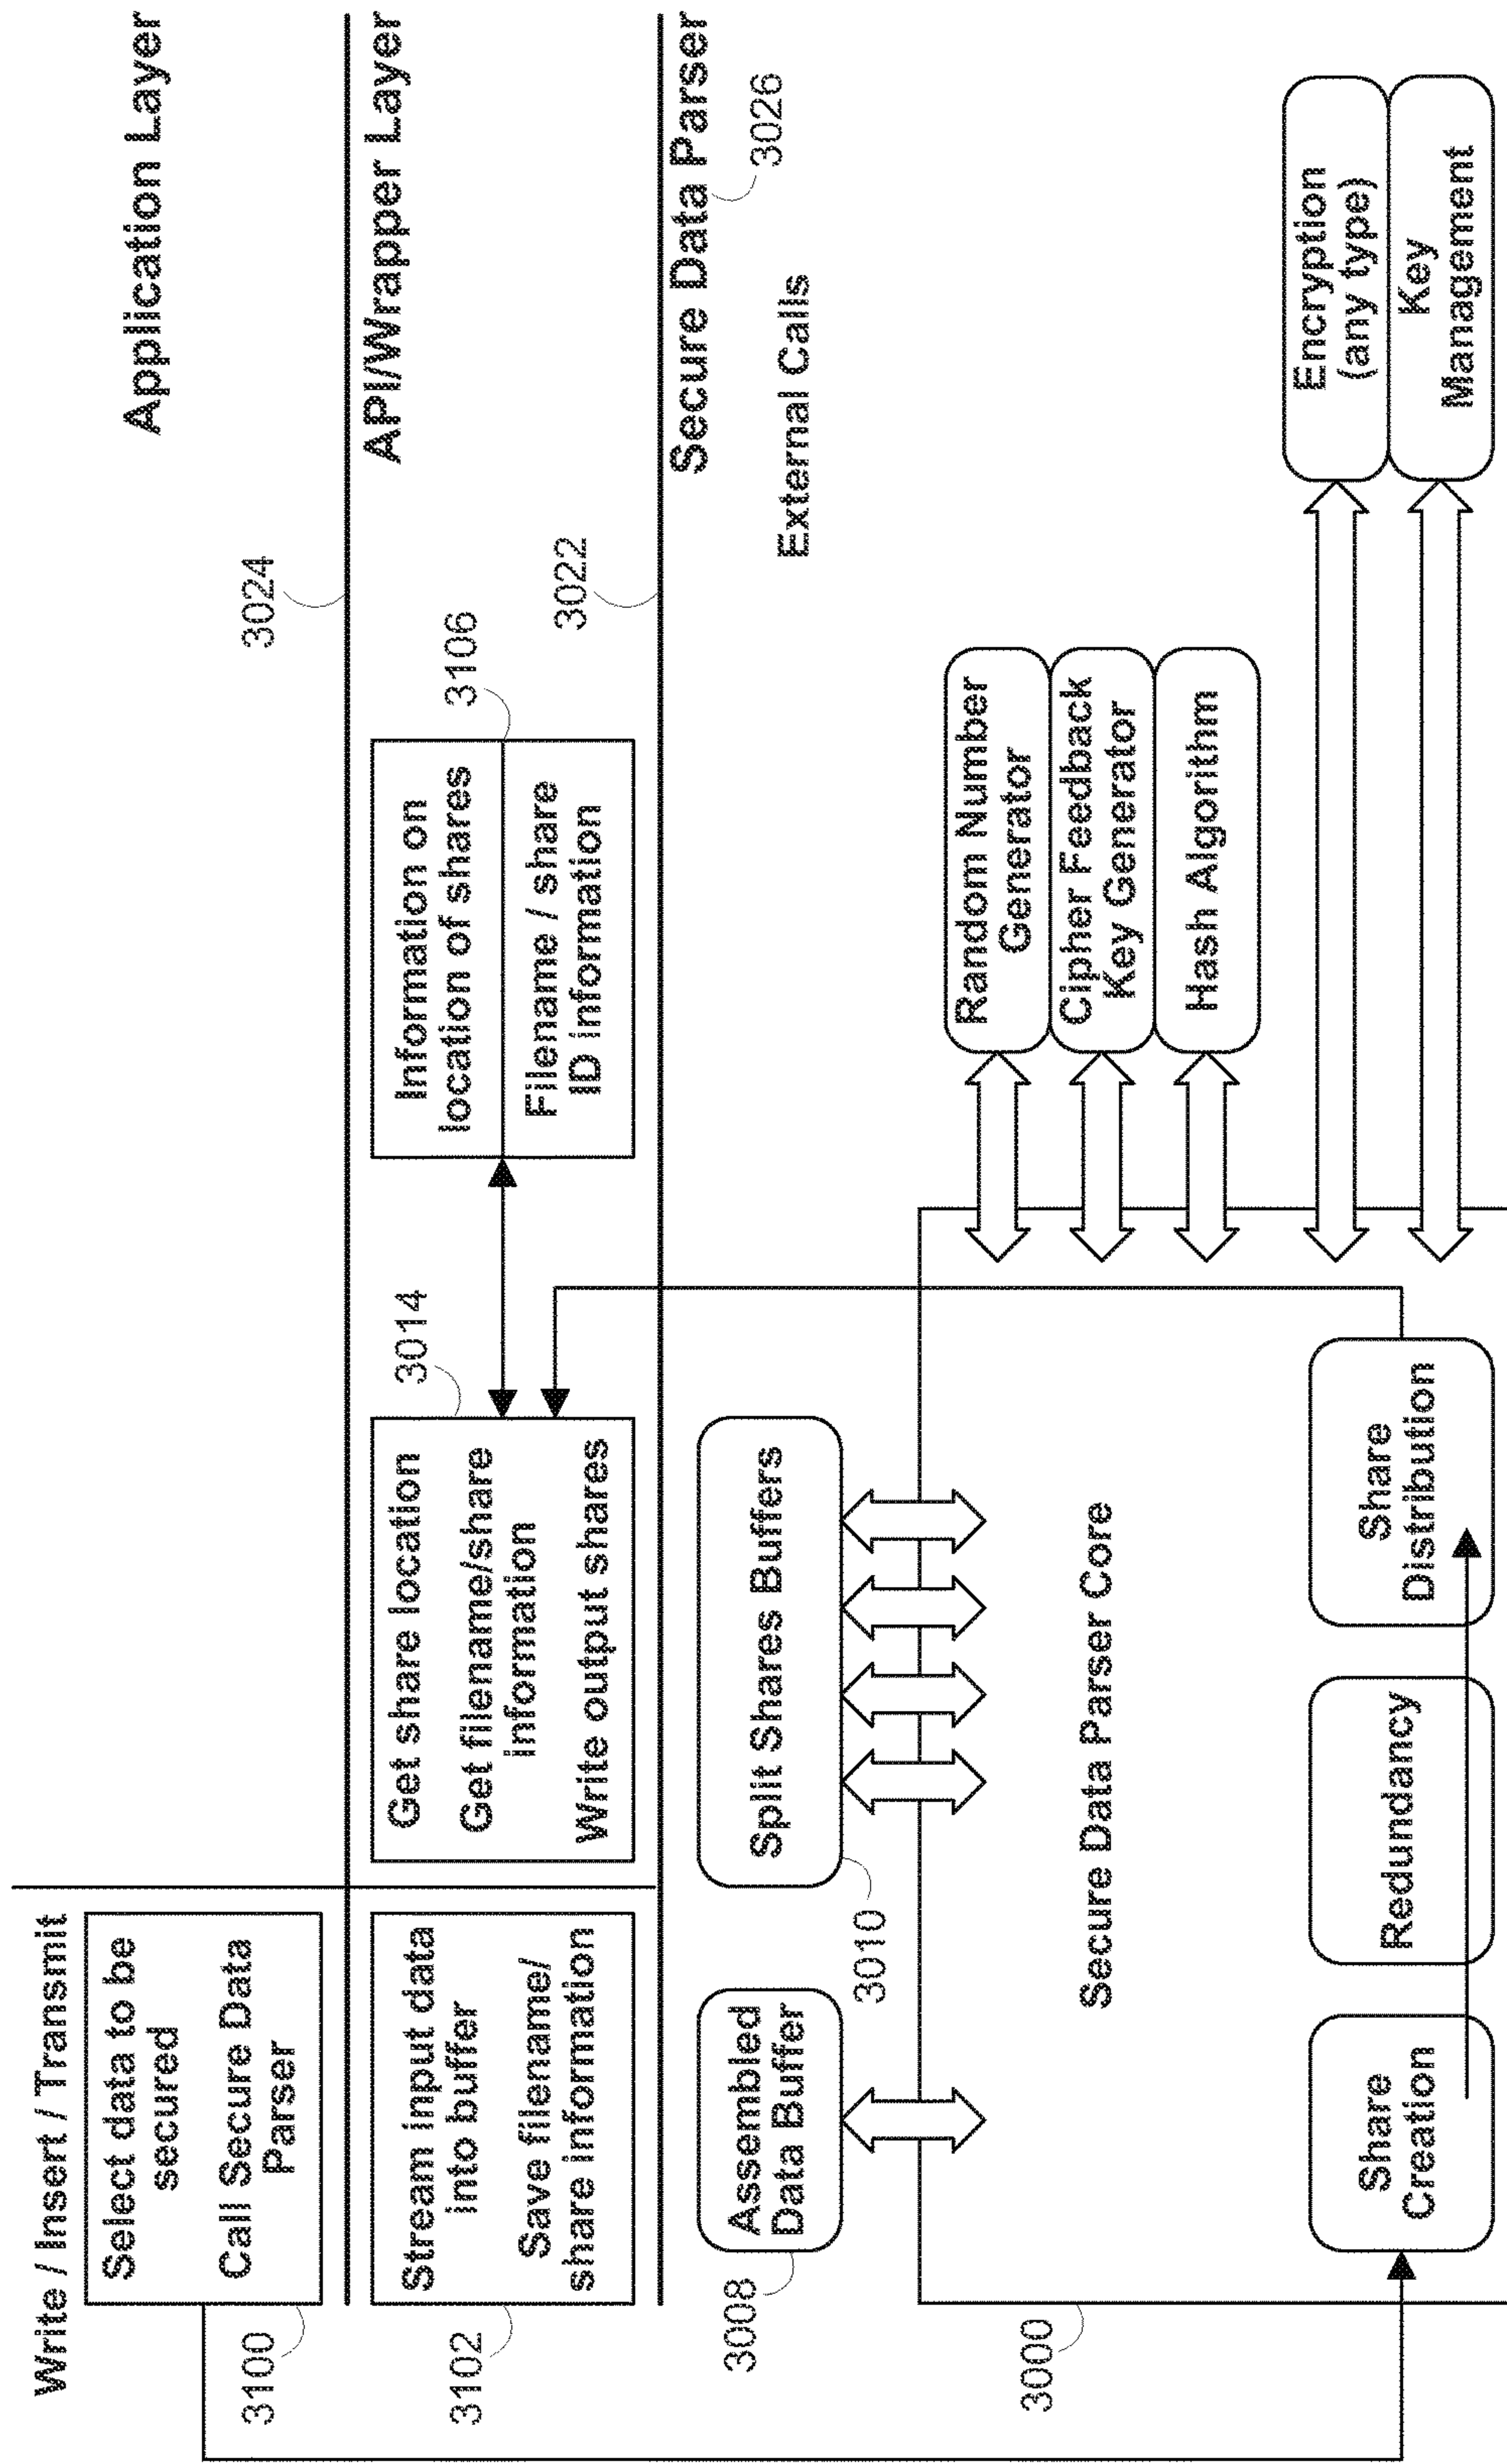 Write / Insert / Transmit
Application Layer
Select data to be
secured
Call Secure Data
Parser
3100
3024
API/Wrapper Layer
Stream input data
into buffer
Save filename/
share information
3102
Get share location
Get filename/share
information
Write output shares
3014
Information on
location of shares
Filename / share
ID information
3106
3022
Secure Data Parser
3026
External Calls
Assembled
Data Buffer
3008
Split Shares Buffers
3010
3000
Secure Data Parser Core
Random Number
Generator
Cipher Feedback
Key Generator
Hash Algorithm
Share
Creation
Redundancy
Share
Distribution
Encryption
(any type)
Key
Management